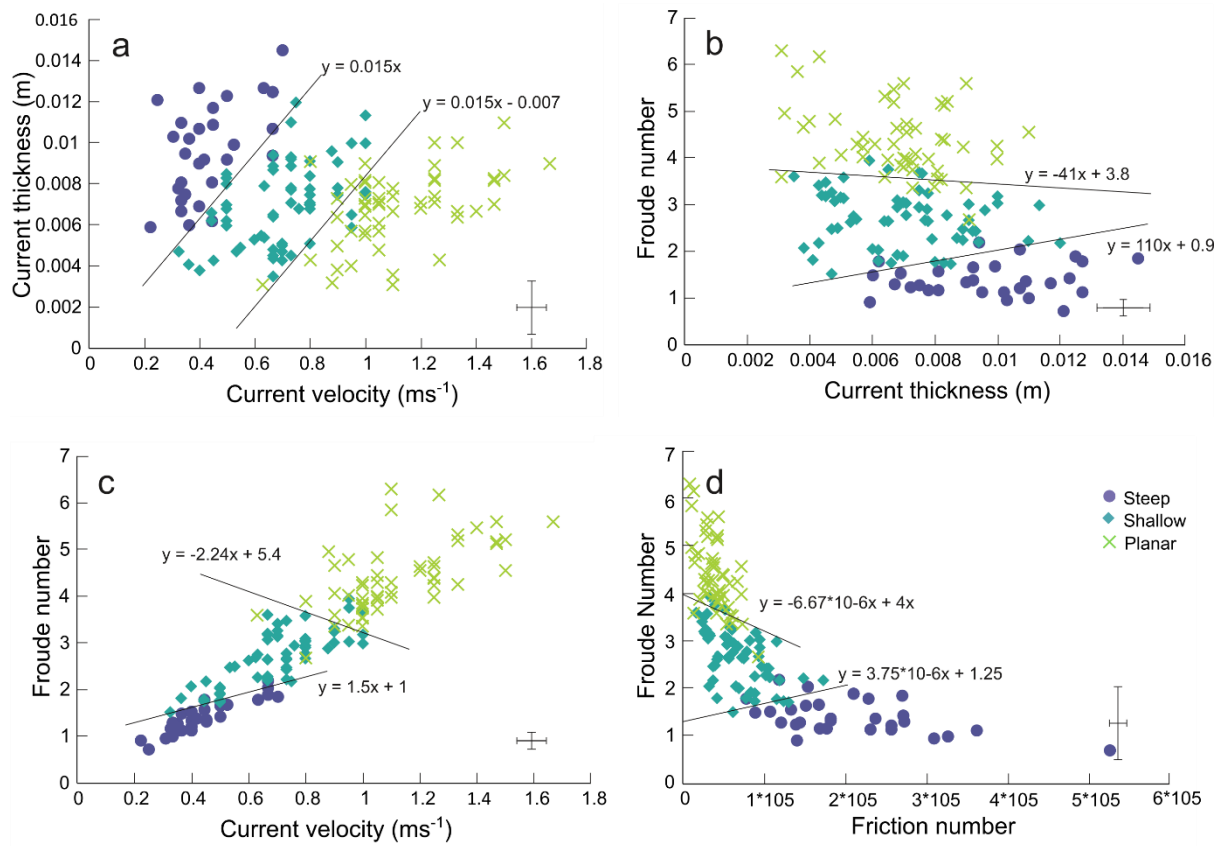 a
0.016
0.014
0.012
0.010
0.008
0.006
0.004
0.002
0
Current thickness (m)
y = 0.015x
y = 0.015x - 0.007
0 0.2 0.4 0.6 0.8 1 1.2 1.4 1.6 1.8
Current velocity (ms-1)
b
7
6
5
4
3
2
1
0
Froude number
y = -41x + 3.8
y = 110x + 0.9
0 0.002 0.004 0.006 0.008 0.01 0.012 0.014 0.016
Current thickness (m)
c
7
6
5
4
3
2
1
0
Froude number
y = -2.24x + 5.4
y = 1.5x + 1
0 0.2 0.4 0.6 0.8 1 1.2 1.4 1.6 1.8
Current velocity (ms-1)
d
7
6
5
4
3
2
1
0
Froude Number
Steep
Shallow
Planar
y = -6.67*10-6x + 4x
y = 3.75*10-6x + 1.25
0 1*105 2*105 3*105 4*105 5*105 6*105
Friction number